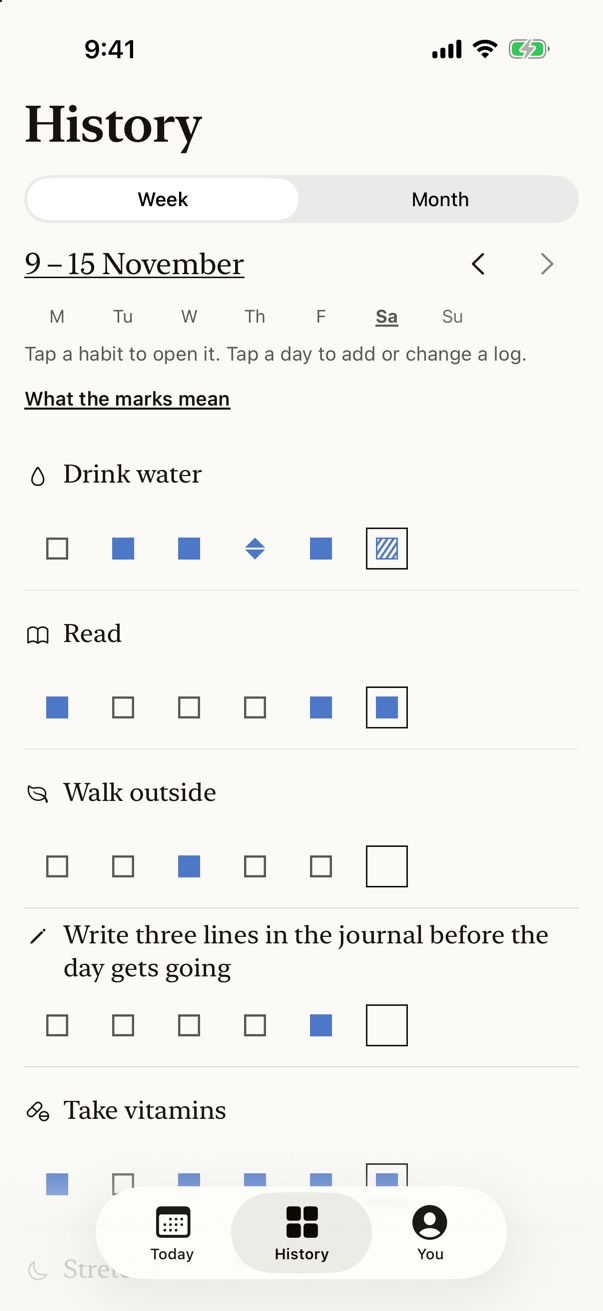 9:41
History
Week
Month
9 – 15 November
M
Tu
W
Th
F
Sa
Su
Tap a habit to open it. Tap a day to add or change a log.
What the marks mean
Drink water
Read
Walk outside
Write three lines in the journal before the
day gets going
Take vitamins
Today
History
You